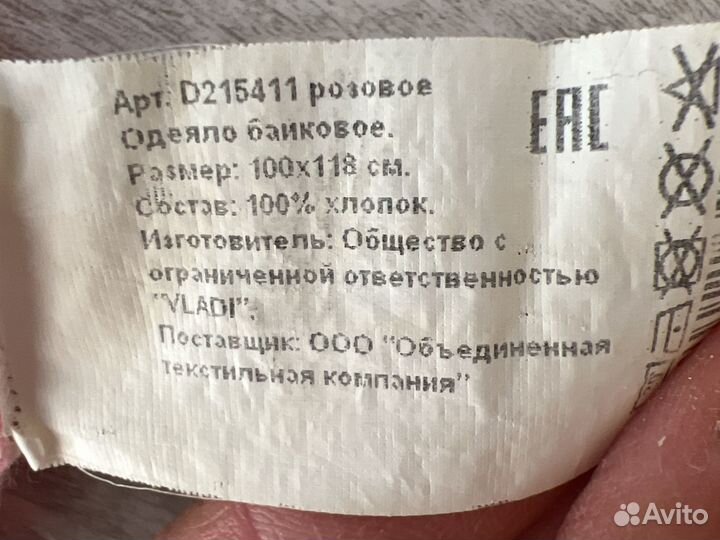 Арт. D215411 розовое
Одеяло байковое.
Размер: 100x118 см.
Состав: 100% хлопок.
Изготовитель: Общество с
ограниченной ответственностью
"VLADI".
Поставщик: ООО "Объединенная
текстильная компания"
EAC
Avito